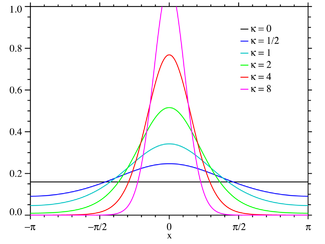 1.0
κ = 0
κ = 1/2
0.8
κ = 1
κ = 2
κ = 4
0.6
κ = 8
0.4
0.2
0.0
−π −π/2 0 π/2 π
x